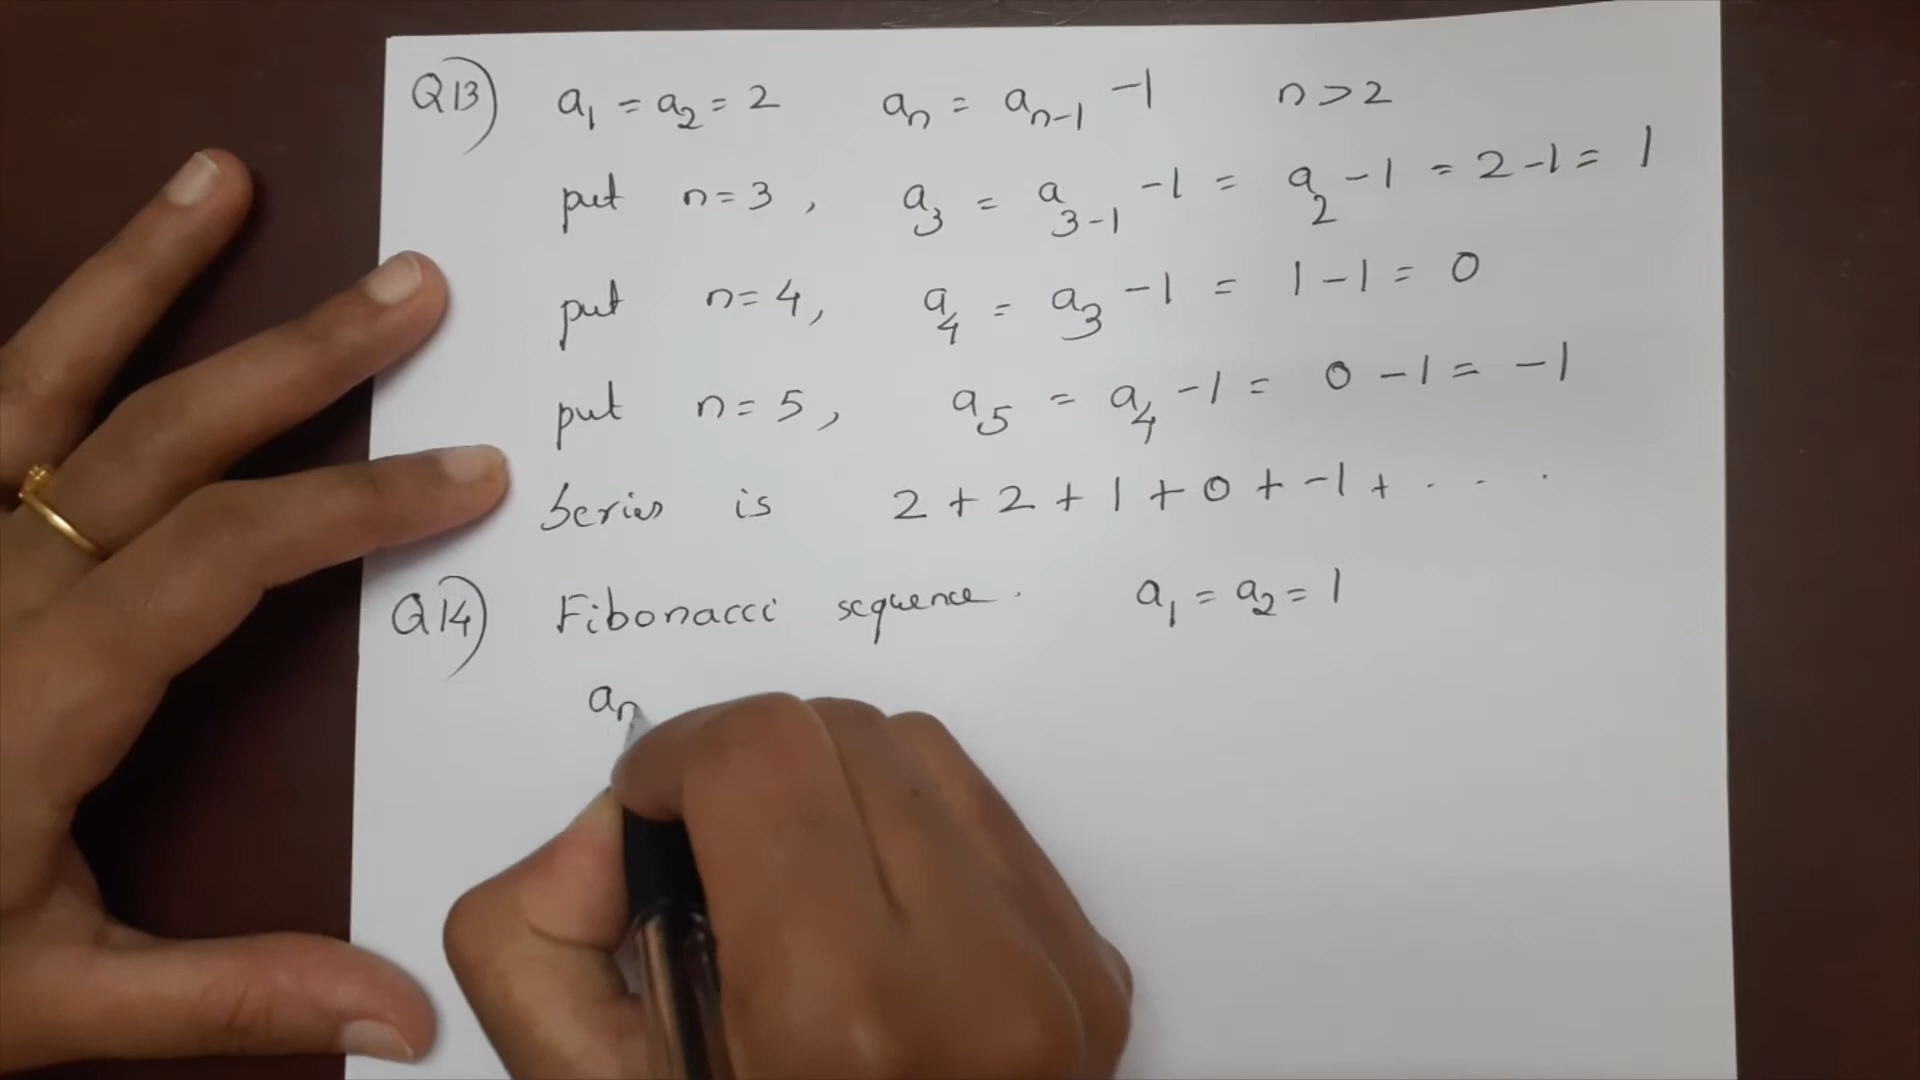 Q13) a₁ = a₂ = 2 aₙ = aₙ₋₁ -1 n > 2
put n = 3 , a₃ = a₃₋₁ -1 = a₂ - 1 = 2 - 1 = 1
put n = 4 , a₄ = a₃ - 1 = 1 - 1 = 0
put n = 5 , a₅ = a₄ - 1 = 0 - 1 = -1
Series is 2 + 2 + 1 + 0 + -1 + . . .
Q14) Fibonacci sequence . a₁ = a₂ = 1
aₙ